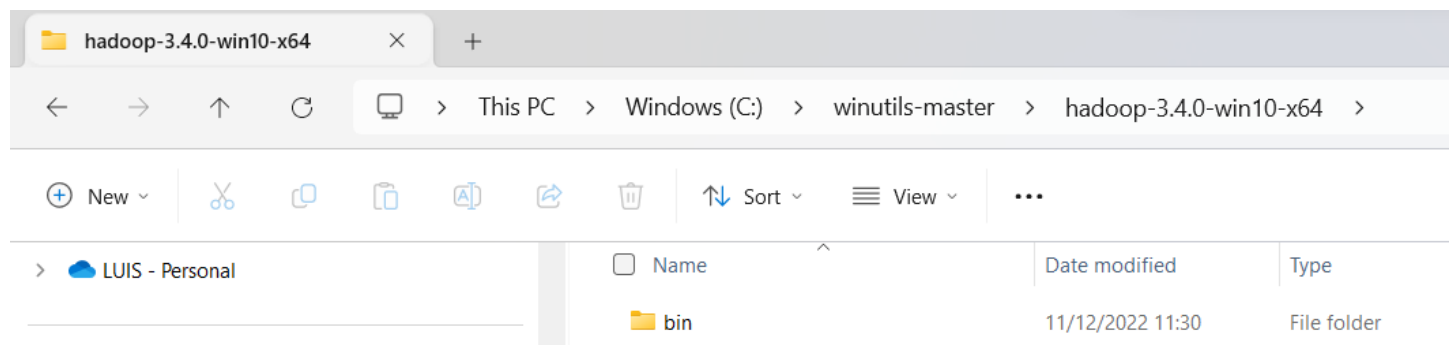 hadoop-3.4.0-win10-x64
This PC > Windows (C:) > winutils-master > hadoop-3.4.0-win10-x64 >
New Sort View
LUIS - Personal
Name Date modified Type
bin 11/12/2022 11:30 File folder